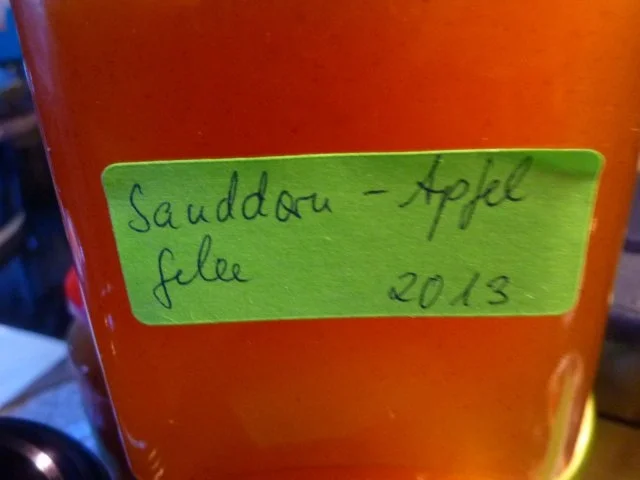 Sanddorn - Apfel
Gelee 2013